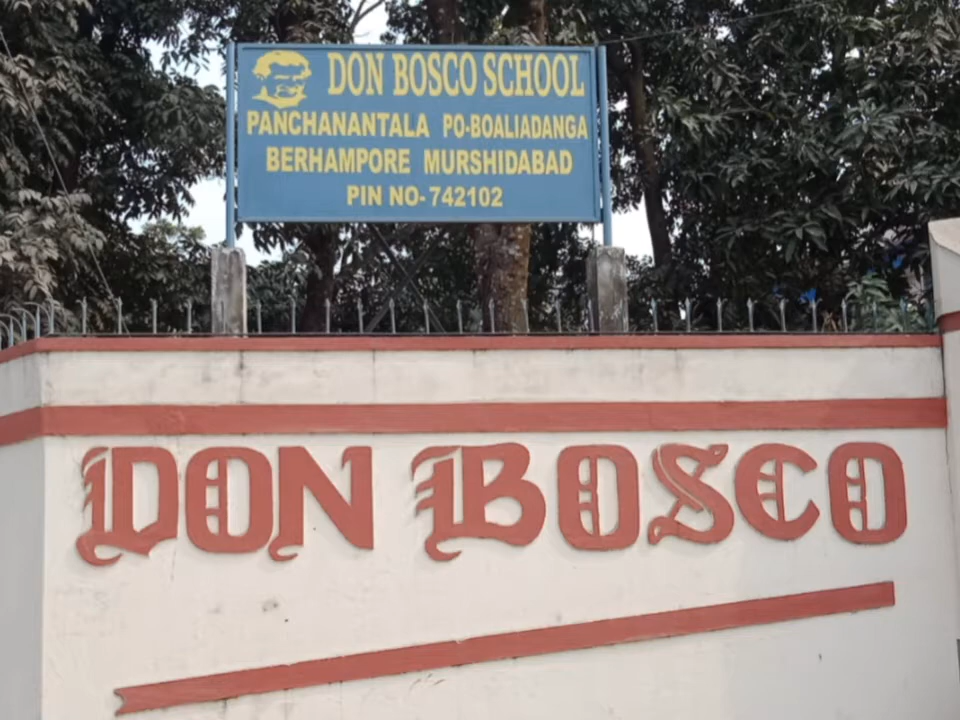 DON BOSCO SCHOOL
PANCHANANTALA PO-BOALIADANGA
BERHAMPORE MURSHIDABAD
PIN NO-742102
DON BOSCO